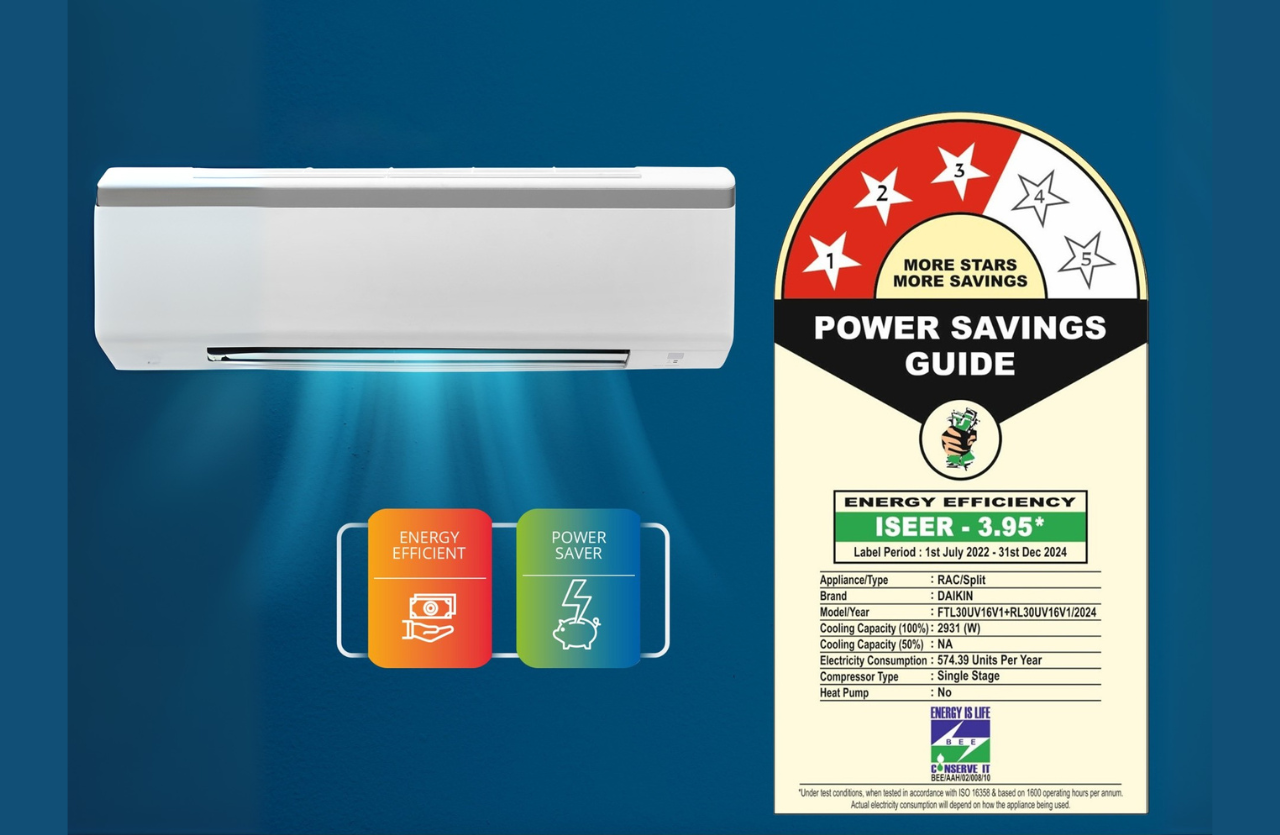 ENERGY
EFFICIENT
POWER
SAVER
1
2
3
4
5
MORE STARS
MORE SAVINGS
POWER SAVINGS
GUIDE
ENERGY EFFICIENCY
ISEER - 3.95*
Label Period : 1st July 2022 - 31st Dec 2024
Appliance/Type : RAC/Split
Brand : DAIKIN
Model/Year : FTL30UV16V1+RL30UV16V1/2024
Cooling Capacity (100%) : 2931 (W)
Cooling Capacity (50%) : NA
Electricity Consumption : 574.39 Units Per Year
Compressor Type : Single Stage
Heat Pump : No
ENERGY IS LIFE
BEE
CONSERVE IT
BEE/AAH/02/008/10
*Under test conditions, when tested in accordance with ISO 16358 & based on 1600 operating hours per annum.
Actual electricity consumption will depend on how the appliance being used.